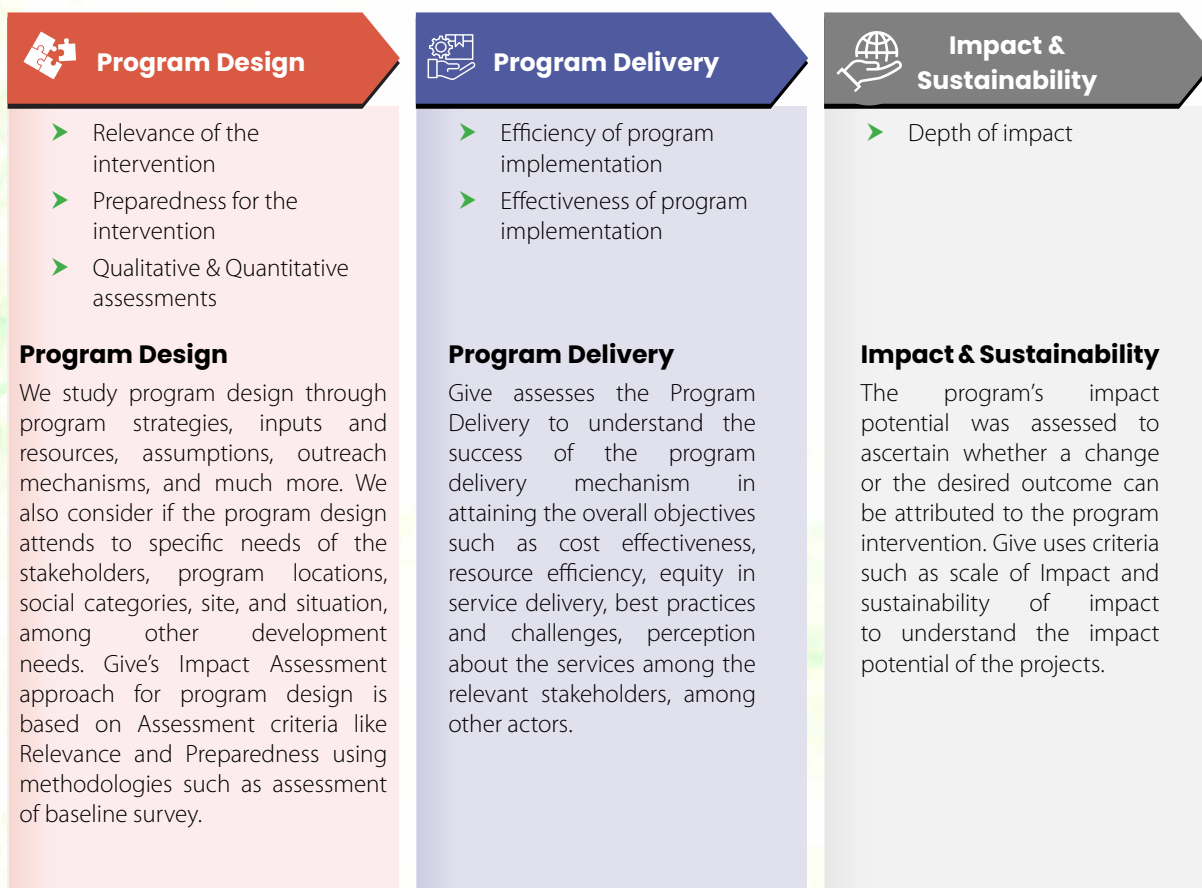 Program Design
Relevance of the
intervention
Preparedness for the
intervention
Qualitative & Quantitative
assessments
Program Design
We study program design through
program strategies, inputs and
resources, assumptions, outreach
mechanisms, and much more. We
also consider if the program design
attends to specific needs of the
stakeholders, program locations,
social categories, site, and situation,
among other development
needs. Give's Impact Assessment
approach for program design is
based on Assessment criteria like
Relevance and Preparedness using
methodologies such as assessment
of baseline survey.
Program Delivery
Efficiency of program
implementation
Effectiveness of program
implementation
Program Delivery
Give assesses the Program
Delivery to understand the
success of the program
delivery mechanism in
attaining the overall objectives
such as cost effectiveness,
resource efficiency, equity in
service delivery, best practices
and challenges, perception
about the services among the
relevant stakeholders, among
other actors.
Impact &
Sustainability
Depth of impact
Impact & Sustainability
The program's impact
potential was assessed to
ascertain whether a change
or the desired outcome can
be attributed to the program
intervention. Give uses criteria
such as scale of Impact and
sustainability of impact
to understand the impact
potential of the projects.